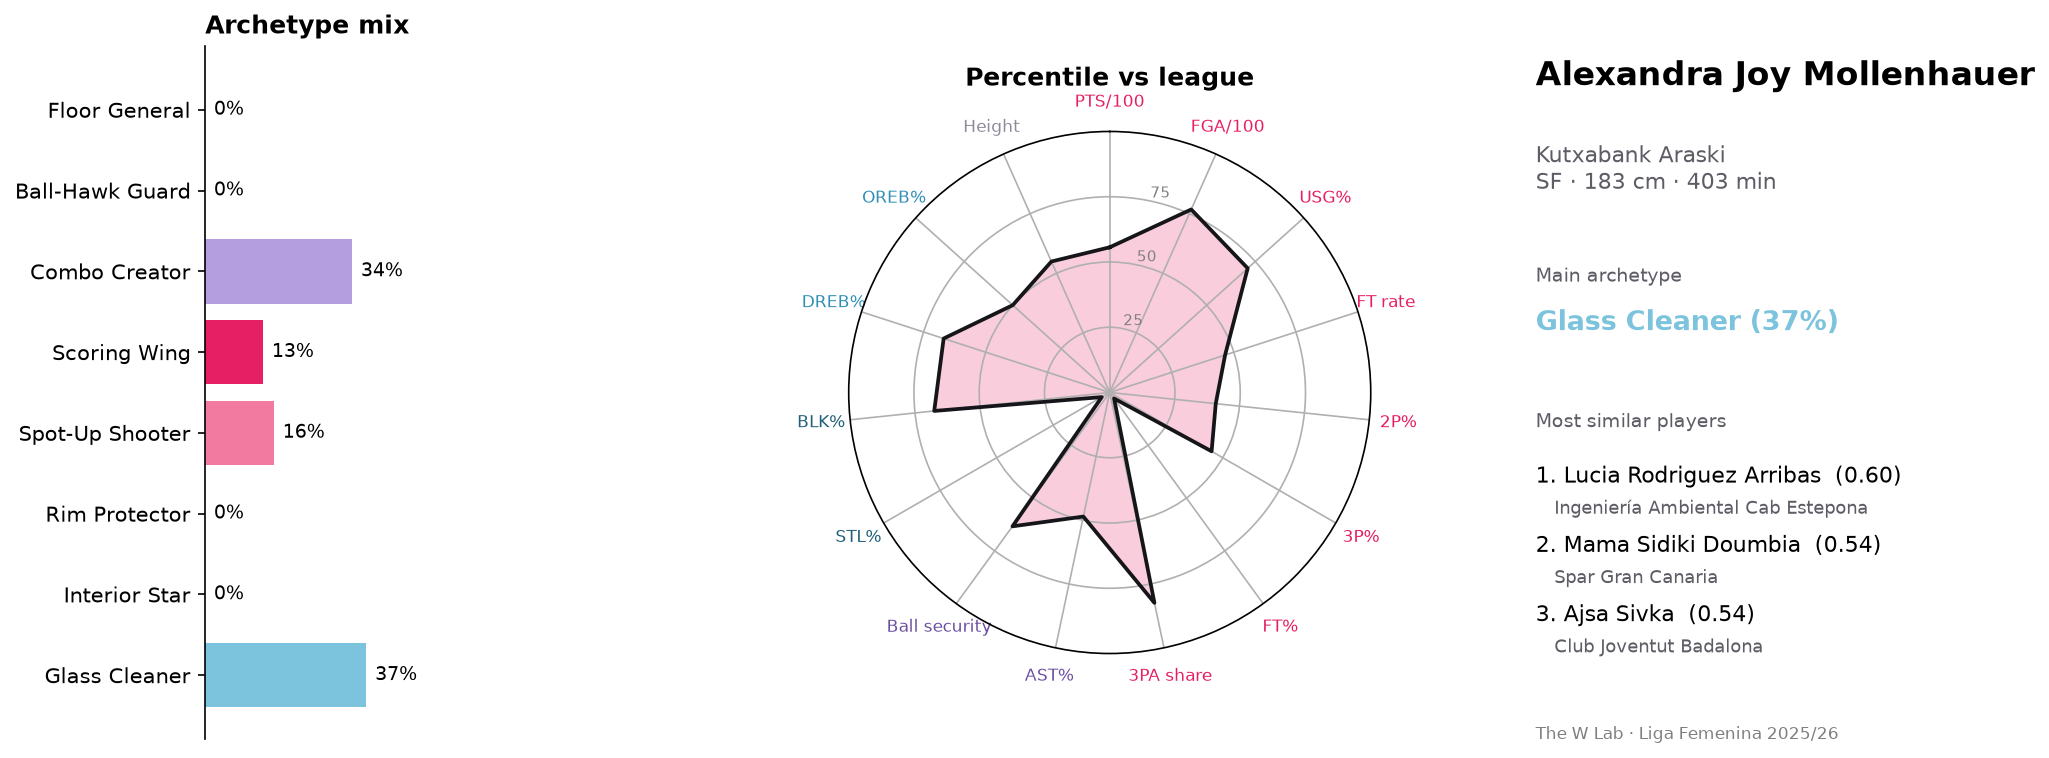 Archetype mix
Floor General
0%
Ball-Hawk Guard
0%
Combo Creator
34%
Scoring Wing
13%
Spot-Up Shooter
16%
Rim Protector
0%
Interior Star
0%
Glass Cleaner
37%
Percentile vs league
PTS/100
FGA/100
USG%
FT rate
2P%
3P%
FT%
3PA share
AST%
Ball security
STL%
BLK%
DREB%
OREB%
Height
75
50
25
Alexandra Joy Mollenhauer
Kutxabank Araski
SF · 183 cm · 403 min
Main archetype
Glass Cleaner (37%)
Most similar players
1. Lucia Rodriguez Arribas (0.60)
Ingeniería Ambiental Cab Estepona
2. Mama Sidiki Doumbia (0.54)
Spar Gran Canaria
3. Ajsa Sivka (0.54)
Club Joventut Badalona
The W Lab · Liga Femenina 2025/26